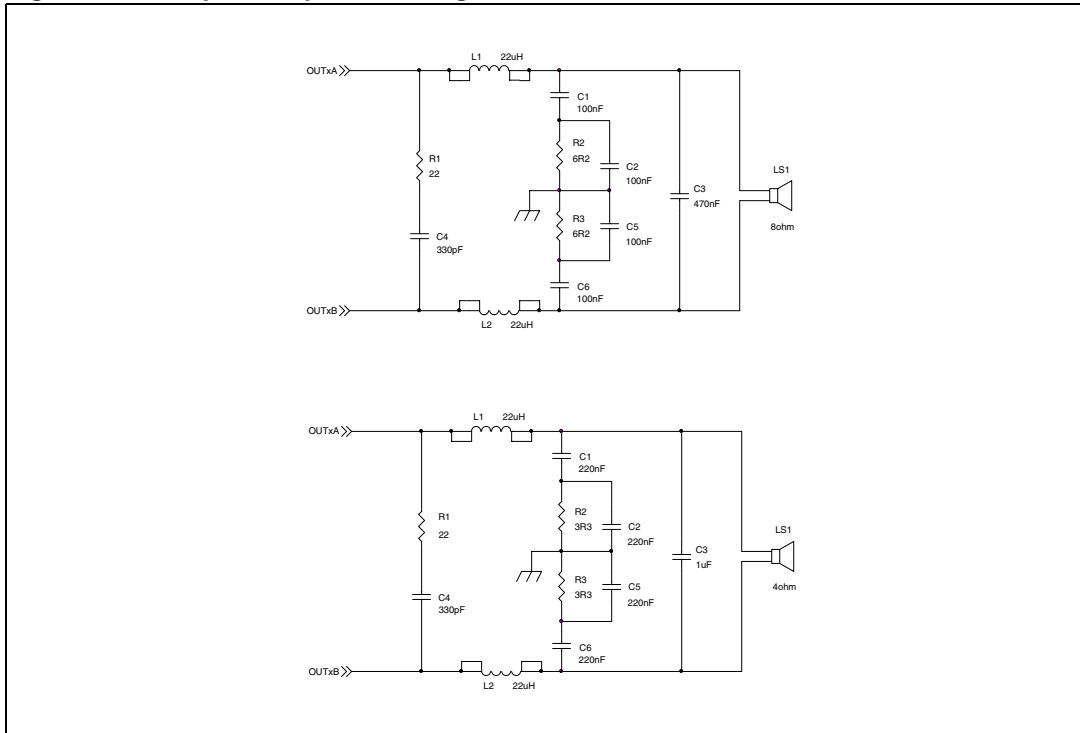 L1 22uH
OUTxA
C1
100nF
R2
6R2
C2
100nF
R1
22
LS1
C3
470nF
R3
6R2
C5
100nF
8ohm
C4
330pF
C6
100nF
OUTxB
L2 22uH
L1 22uH
OUTxA
C1
220nF
R2
3R3
C2
220nF
R1
22
LS1
C3
1uF
R3
3R3
C5
220nF
4ohm
C4
330pF
C6
220nF
OUTxB
L2 22uH